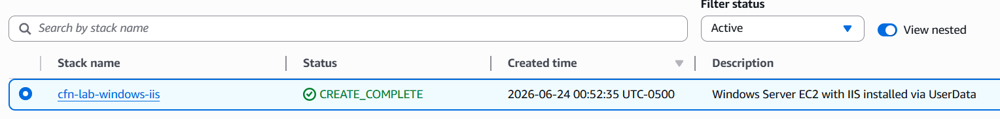 Filter status
Search by stack name
Active
View nested
Stack name Status Created time Description
cfn-lab-windows-iis CREATE_COMPLETE 2026-06-24 00:52:35 UTC-0500 Windows Server EC2 with IIS installed via UserData